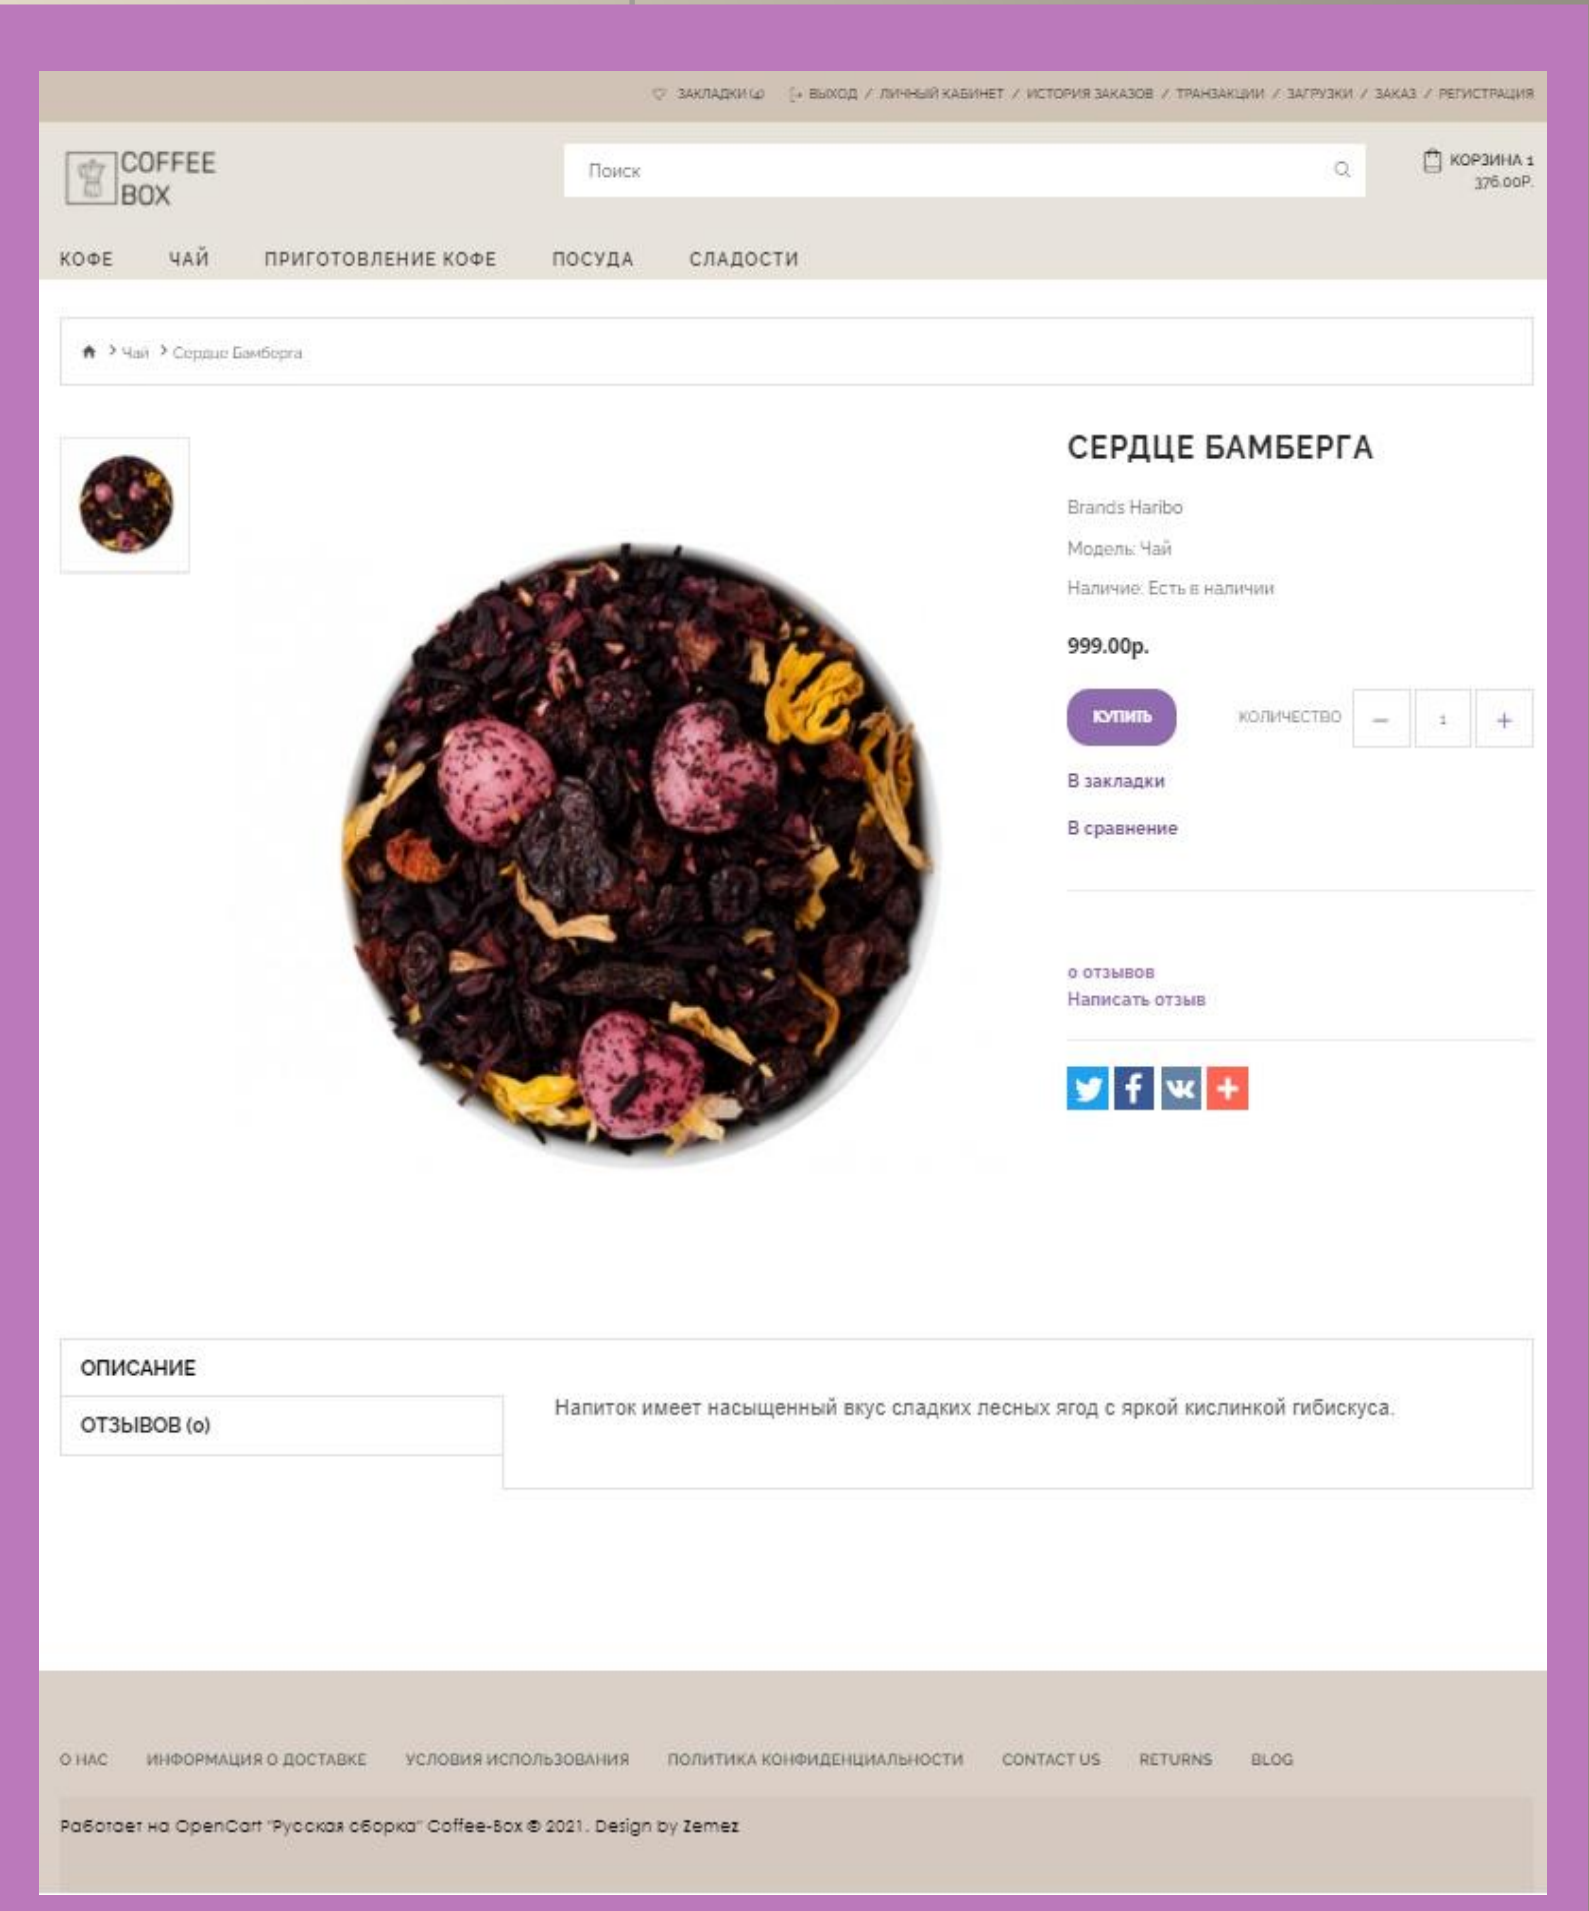 ЗАКЛАДКИ (4) ВЫХОД / ЛИЧНЫЙ КАБИНЕТ / ИСТОРИЯ ЗАКАЗОВ / ТРАНЗАКЦИИ / ЗАГРУЗКИ / ЗАКАЗ / РЕГИСТРАЦИЯ
COFFEE
BOX
Поиск
КОРЗИНА 1
376.00Р.
КОФЕ ЧАЙ ПРИГОТОВЛЕНИЕ КОФЕ ПОСУДА СЛАДОСТИ
Чай Сердце Бамберга
СЕРДЦЕ БАМБЕРГА
Brands Haribo
Модель: Чай
Наличие: Есть в наличии
999.00р.
КУПИТЬ КОЛИЧЕСТВО − 1 +
В закладки
В сравнение
0 отзывов
Написать отзыв
ОПИСАНИЕ
ОТЗЫВОВ (0)
Напиток имеет насыщенный вкус сладких лесных ягод с яркой кислинкой гибискуса.
О НАС ИНФОРМАЦИЯ О ДОСТАВКЕ УСЛОВИЯ ИСПОЛЬЗОВАНИЯ ПОЛИТИКА КОНФИДЕНЦИАЛЬНОСТИ CONTACT US RETURNS BLOG
Работает на OpenCart "Русская сборка" Coffee-Box © 2021. Design by Zemez